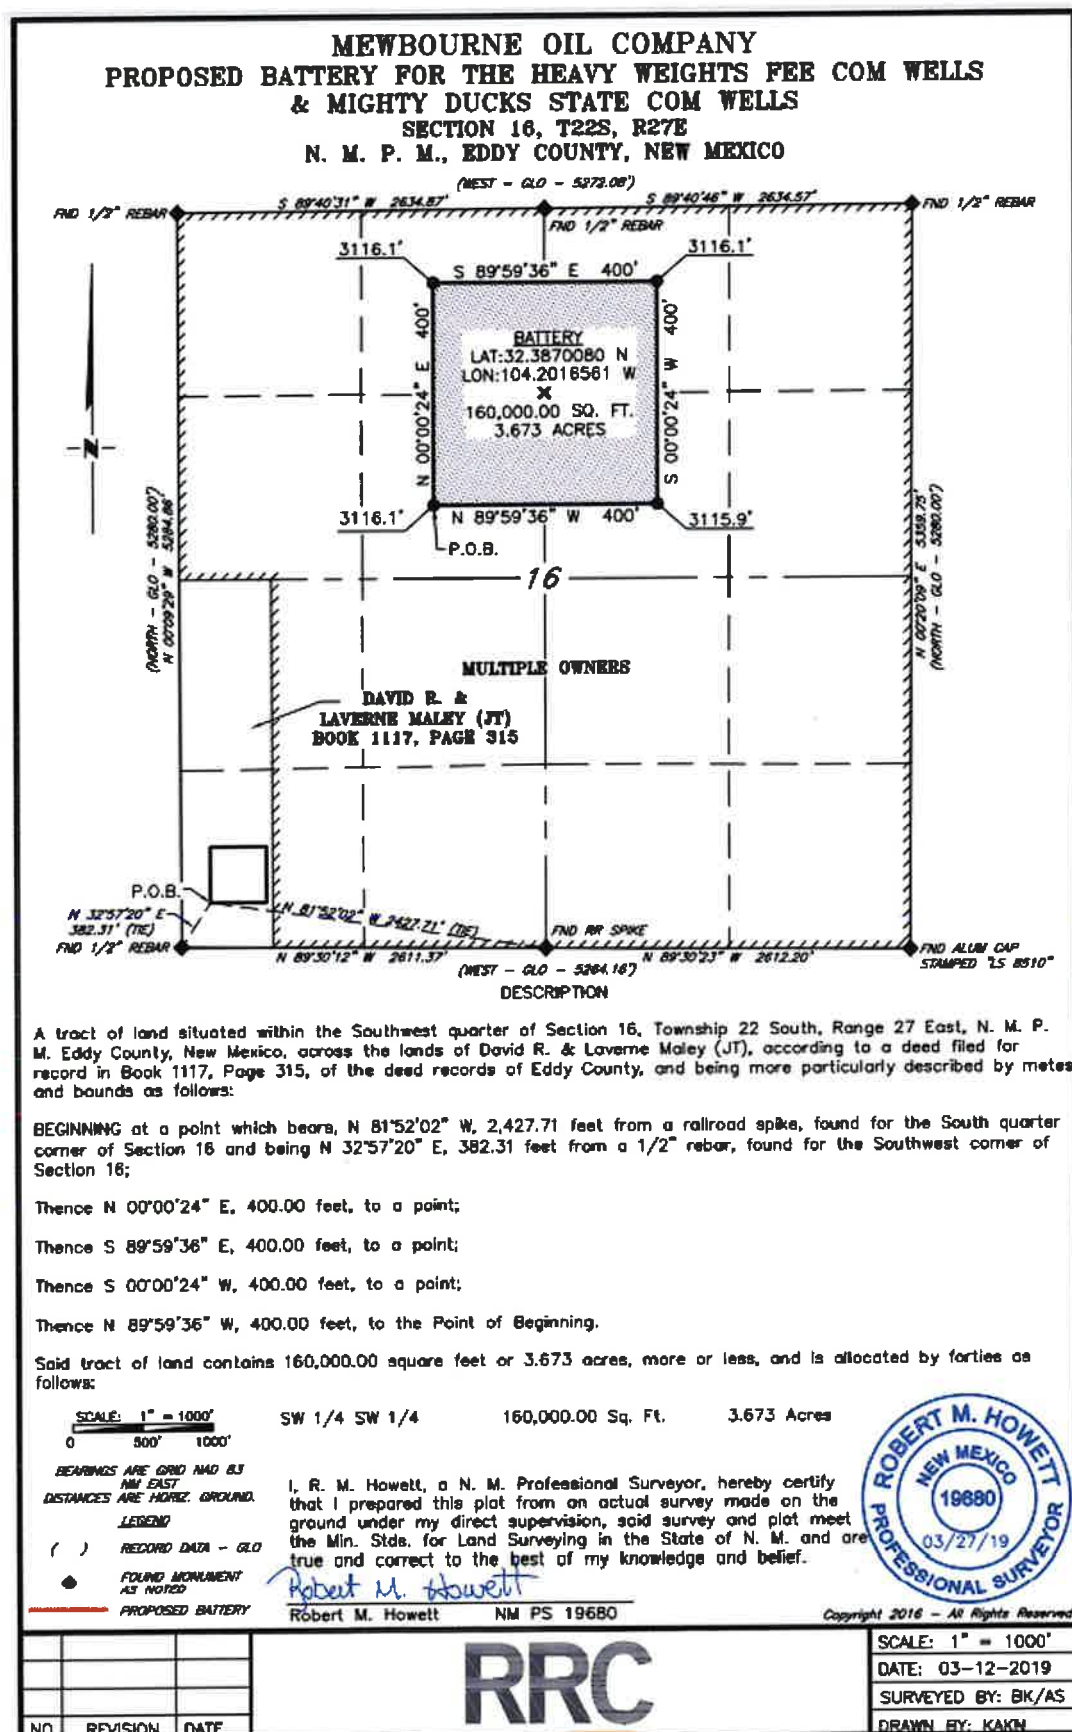 MEWBOURNE OIL COMPANY
PROPOSED BATTERY FOR THE HEAVY WEIGHTS FEE COM WELLS
& MIGHTY DUCKS STATE COM WELLS
SECTION 16, T22S, R27E
N. M. P. M., EDDY COUNTY, NEW MEXICO
(WEST - GLO - 5272.08')
S 89°40'31" W 2634.87'
S 89°40'46" W 2634.57'
FND 1/2" REBAR
FND 1/2" REBAR
FND 1/2" REBAR
3116.1'
3116.1'
S 89°59'36" E 400'
N 00°00'24" E 400'
S 00°00'24" W 400'
BATTERY
LAT:32.3870080 N
LON:104.2016561 W
X
160,000.00 SQ. FT.
3.673 ACRES
N
3116.1'
N 89°59'36" W 400'
3115.9'
P.O.B.
(NORTH - GLO - 5280.00')
N 00°09'29" W 5284.86'
N 00°20'09" E 5359.75'
(NORTH - GLO - 5280.00')
16
MULTIPLE OWNERS
DAVID R. &
LAVERNE MALEY (JT)
BOOK 1117, PAGE 315
P.O.B.
N 32°57'20" E
382.31' (TIE)
N 81°52'02" W 2427.71' (TIE)
FND 1/2" REBAR
FND RR SPIKE
FND ALUM CAP
STAMPED "LS 8510"
N 89°30'12" W 2611.37'
N 89°30'23" W 2612.20'
(WEST - GLO - 5264.16')
DESCRIPTION
A tract of land situated within the Southwest quarter of Section 16, Township 22 South, Range 27 East, N. M. P.
M. Eddy County, New Mexico, across the lands of David R. & Laverne Maley (JT), according to a deed filed for
record in Book 1117, Page 315, of the deed records of Eddy County, and being more particularly described by metes
and bounds as follows:
BEGINNING at a point which bears, N 81°52'02" W, 2,427.71 feet from a railroad spike, found for the South quarter
corner of Section 16 and being N 32°57'20" E, 382.31 feet from a 1/2" rebar, found for the Southwest corner of
Section 16;
Thence N 00°00'24" E, 400.00 feet, to a point;
Thence S 89°59'36" E, 400.00 feet, to a point;
Thence S 00°00'24" W, 400.00 feet, to a point;
Thence N 89°59'36" W, 400.00 feet, to the Point of Beginning.
Said tract of land contains 160,000.00 square feet or 3.673 acres, more or less, and is allocated by forties as
follows:
SW 1/4 SW 1/4 160,000.00 Sq. Ft. 3.673 Acres
SCALE: 1" = 1000'
0 500' 1000'
BEARINGS ARE GRID NAD 83
NM EAST
DISTANCES ARE HORIZ. GROUND.
LEGEND
( ) RECORD DATA - GLO
FOUND MONUMENT
AS NOTED
PROPOSED BATTERY
I, R. M. Howett, a N. M. Professional Surveyor, hereby certify
that I prepared this plat from an actual survey made on the
ground under my direct supervision, said survey and plat meet
the Min. Stds. for Land Surveying in the State of N. M. and are
true and correct to the best of my knowledge and belief.
Robert M. Howett
Robert M. Howett NM PS 19680
ROBERT M. HOWETT
NEW MEXICO
19680
03/27/19
PROFESSIONAL SURVEYOR
Copyright 2016 - All Rights Reserved
NO. REVISION DATE
RRC
SCALE: 1" = 1000'
DATE: 03-12-2019
SURVEYED BY: BK/AS
DRAWN BY: KAKN